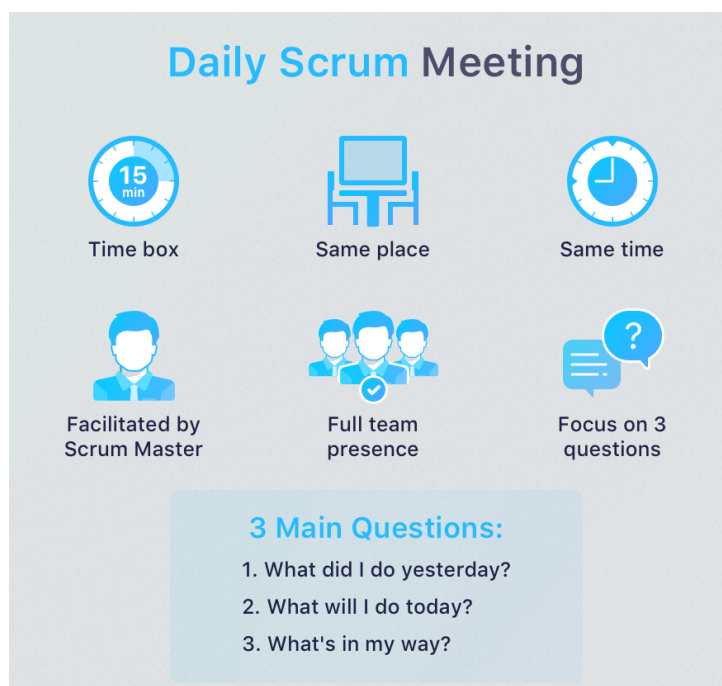 Daily Scrum Meeting
15
min
Time box
Same place
Same time
Facilitated by
Scrum Master
Full team
presence
?
Focus on 3
questions
3 Main Questions:
1. What did I do yesterday?
2. What will I do today?
3. What's in my way?